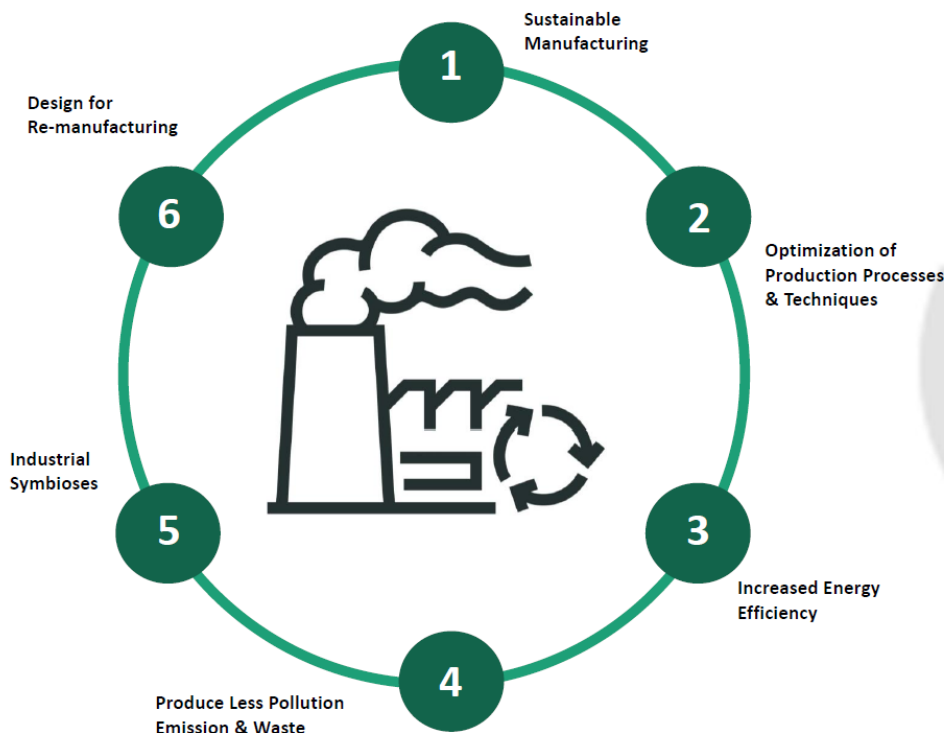 1
Sustainable
Manufacturing
2
Optimization of
Production Processes
& Techniques
3
Increased Energy
Efficiency
4
Produce Less Pollution
Emission & Waste
5
Industrial
Symbioses
6
Design for
Re-manufacturing